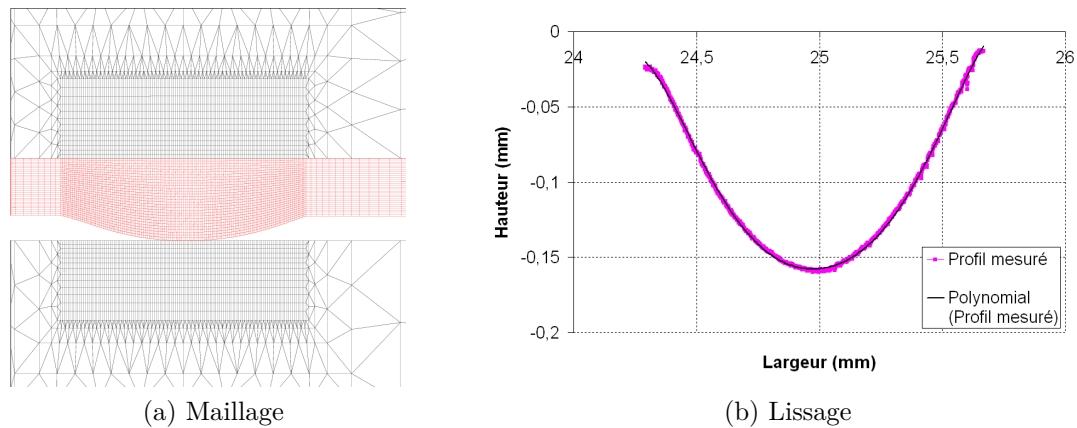 0
24
24,5
25
25,5
26
-0,05
-0,1
-0,15
-0,2
Hauteur (mm)
Largeur (mm)
Profil mesuré
Polynomial
(Profil mesuré)
(a) Maillage
(b) Lissage